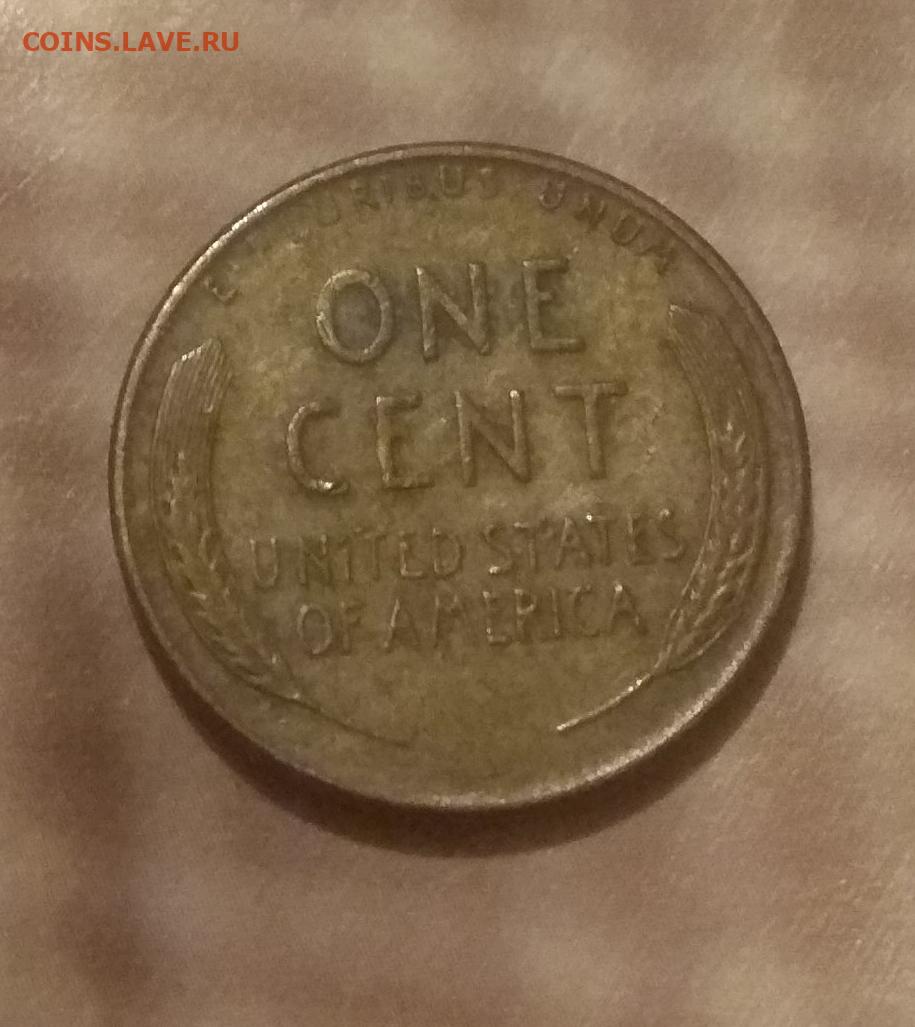 COINS.LAVE.RU
E PLURIBUS UNUM
ONE
CENT
UNITED STATES
OF AMERICA